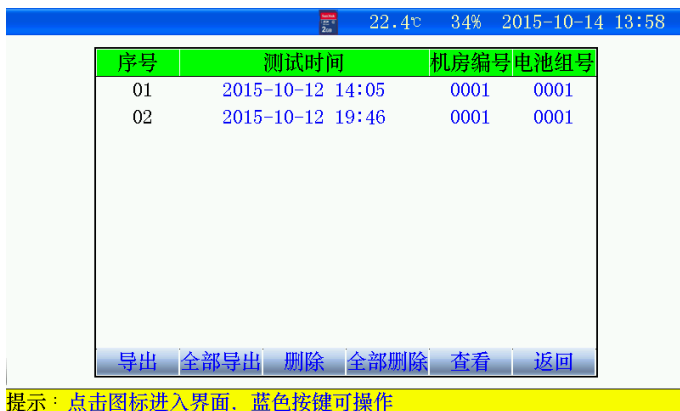 22.4℃ 34% 2015-10-14 13:58
序号 测试时间 机房编号 电池组号
01 2015-10-12 14:05 0001 0001
02 2015-10-12 19:46 0001 0001
导出 全部导出 删除 全部删除 查看 返回
提示：点击图标进入界面．蓝色按键可操作